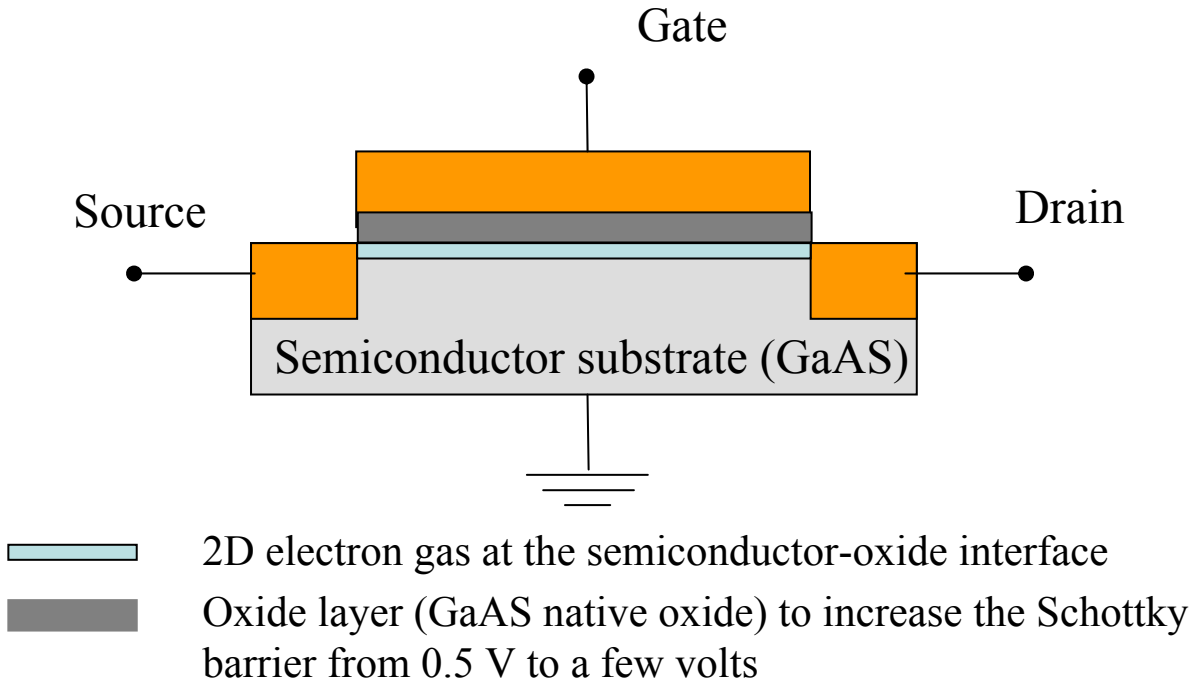 Gate
Source
Drain
Semiconductor substrate (GaAS)
2D electron gas at the semiconductor-oxide interface
Oxide layer (GaAS native oxide) to increase the Schottky
barrier from 0.5 V to a few volts